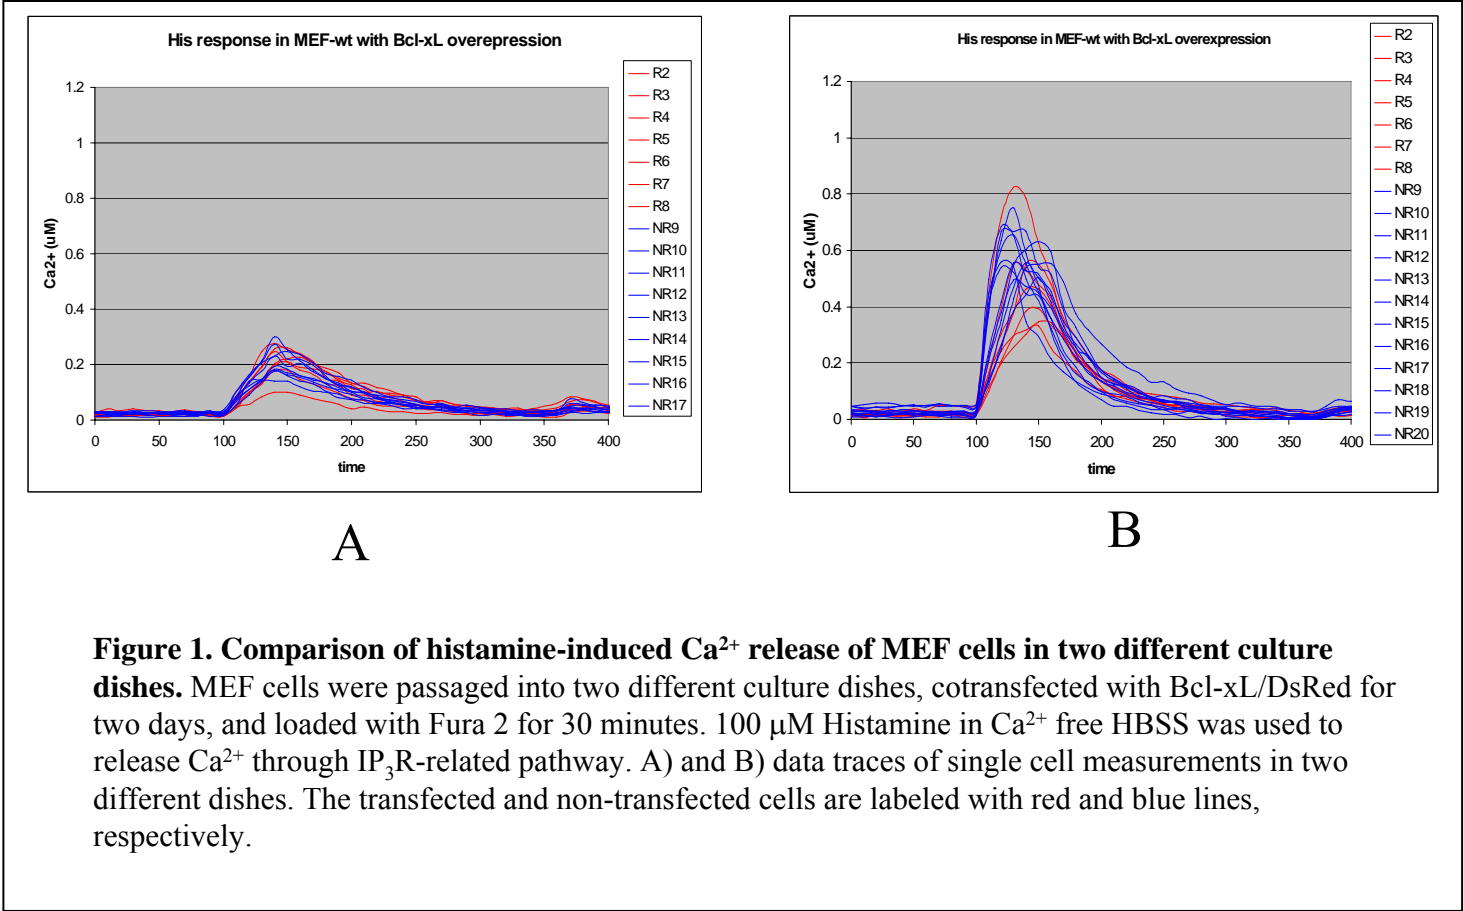 His response in MEF-wt with Bcl-xL overepression
1.2
1
0.8
0.6
0.4
0.2
0
Ca2+ (uM)
0 50 100 150 200 250 300 350 400
time
R2
R3
R4
R5
R6
R7
R8
NR9
NR10
NR11
NR12
NR13
NR14
NR15
NR16
NR17
A
His response in MEF-wt with Bcl-xL overexpression
1.2
1
0.8
0.6
0.4
0.2
0
Ca2+ (uM)
0 50 100 150 200 250 300 350 400
time
R2
R3
R4
R5
R6
R7
R8
NR9
NR10
NR11
NR12
NR13
NR14
NR15
NR16
NR17
NR18
NR19
NR20
B
Figure 1. Comparison of histamine-induced Ca²⁺ release of MEF cells in two different culture
dishes. MEF cells were passaged into two different culture dishes, cotransfected with Bcl-xL/DsRed for
two days, and loaded with Fura 2 for 30 minutes. 100 μM Histamine in Ca²⁺ free HBSS was used to
release Ca²⁺ through IP₃R-related pathway. A) and B) data traces of single cell measurements in two
different dishes. The transfected and non-transfected cells are labeled with red and blue lines,
respectively.